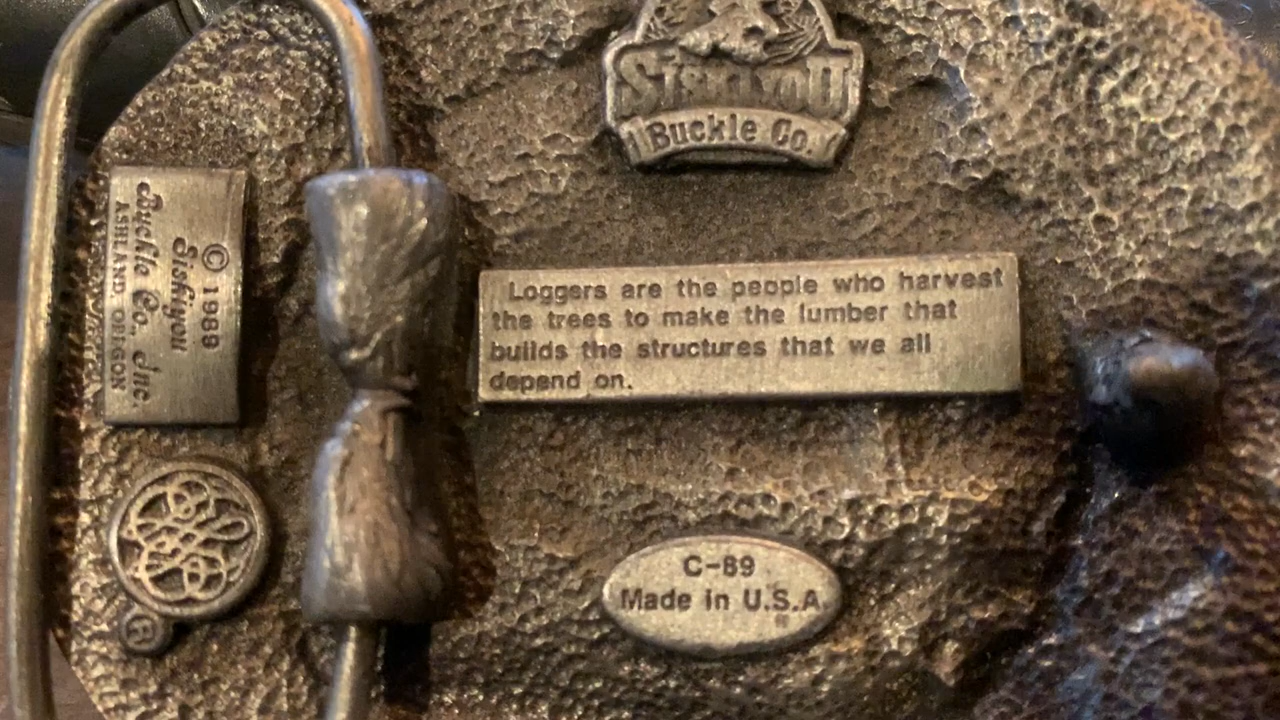 SISKIYOU
Buckle Co.
© 1989
Siskiyou
Buckle Co., Inc.
ASHLAND, OREGON
Loggers are the people who harvest
the trees to make the lumber that
builds the structures that we all
depend on.
®
C-89
Made in U.S.A